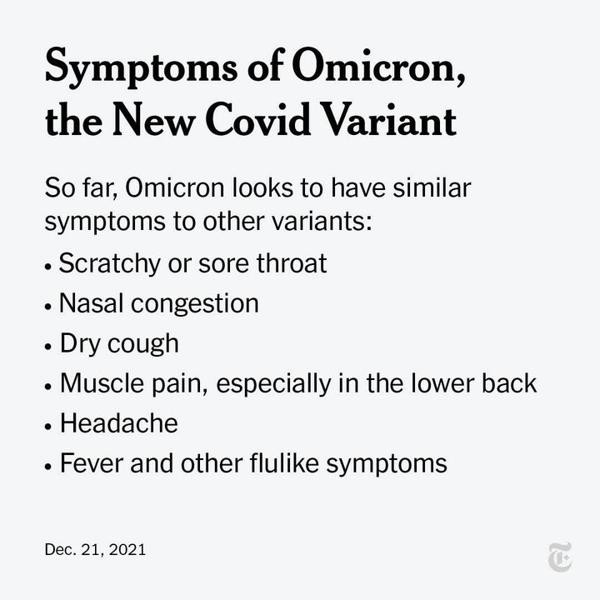 Symptoms of Omicron,
the New Covid Variant
So far, Omicron looks to have similar
symptoms to other variants:
• Scratchy or sore throat
• Nasal congestion
• Dry cough
• Muscle pain, especially in the lower back
• Headache
• Fever and other flulike symptoms
Dec. 21, 2021
T